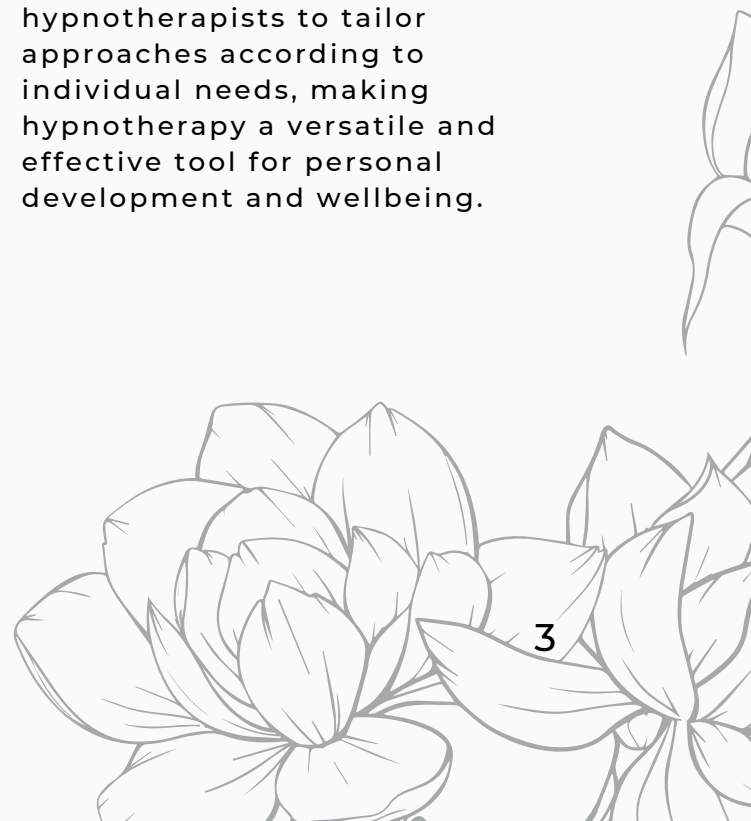 hypnotherapists to tailor
approaches according to
individual needs, making
hypnotherapy a versatile and
effective tool for personal
development and wellbeing.
3